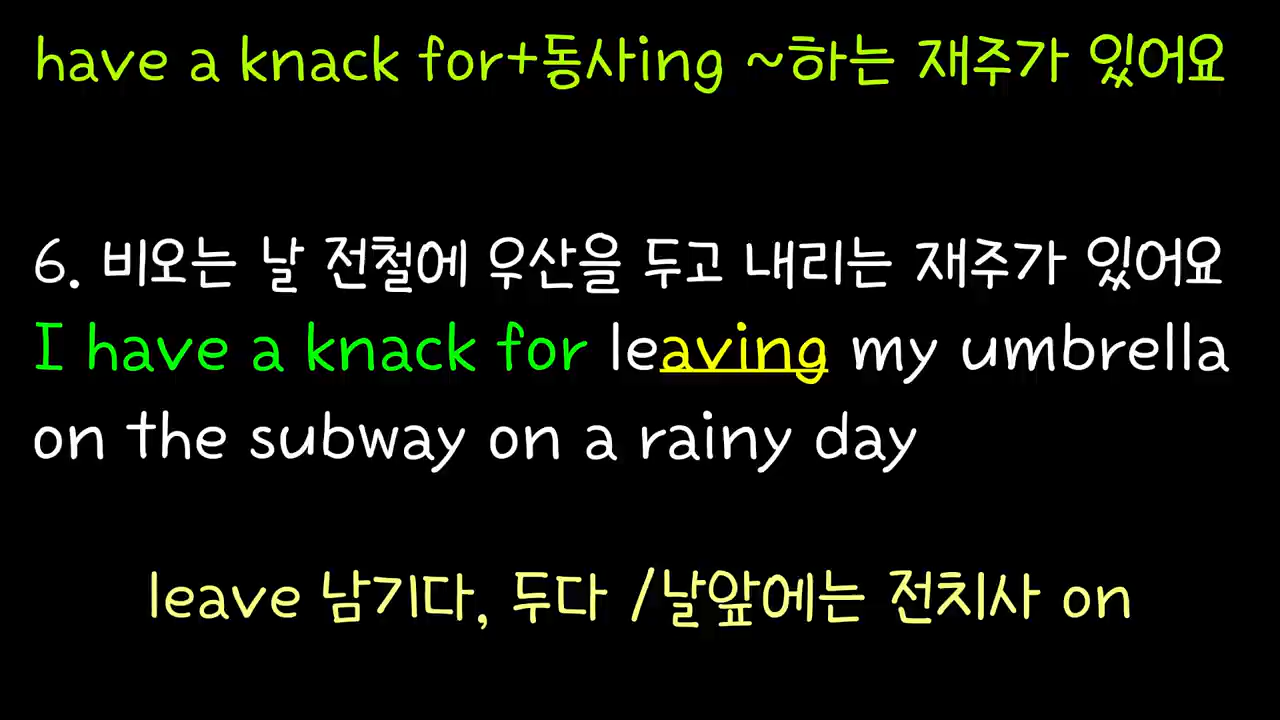 have a knack for+동사ing ~하는 재주가 있어요
6. 비오는 날 전철에 우산을 두고 내리는 재주가 있어요
I have a knack for leaving my umbrella
on the subway on a rainy day
leave 남기다, 두다 /날앞에는 전치사 on